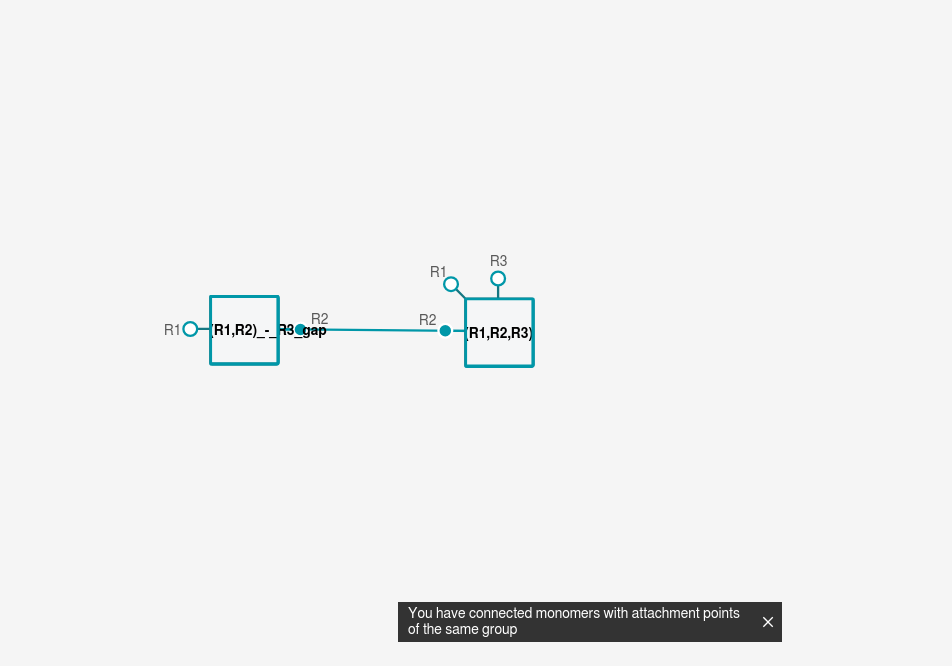 R3
R1
R2
R2
R1
(R1,R2)_-_R3_gap
(R1,R2,R3)
You have connected monomers with attachment points
of the same group